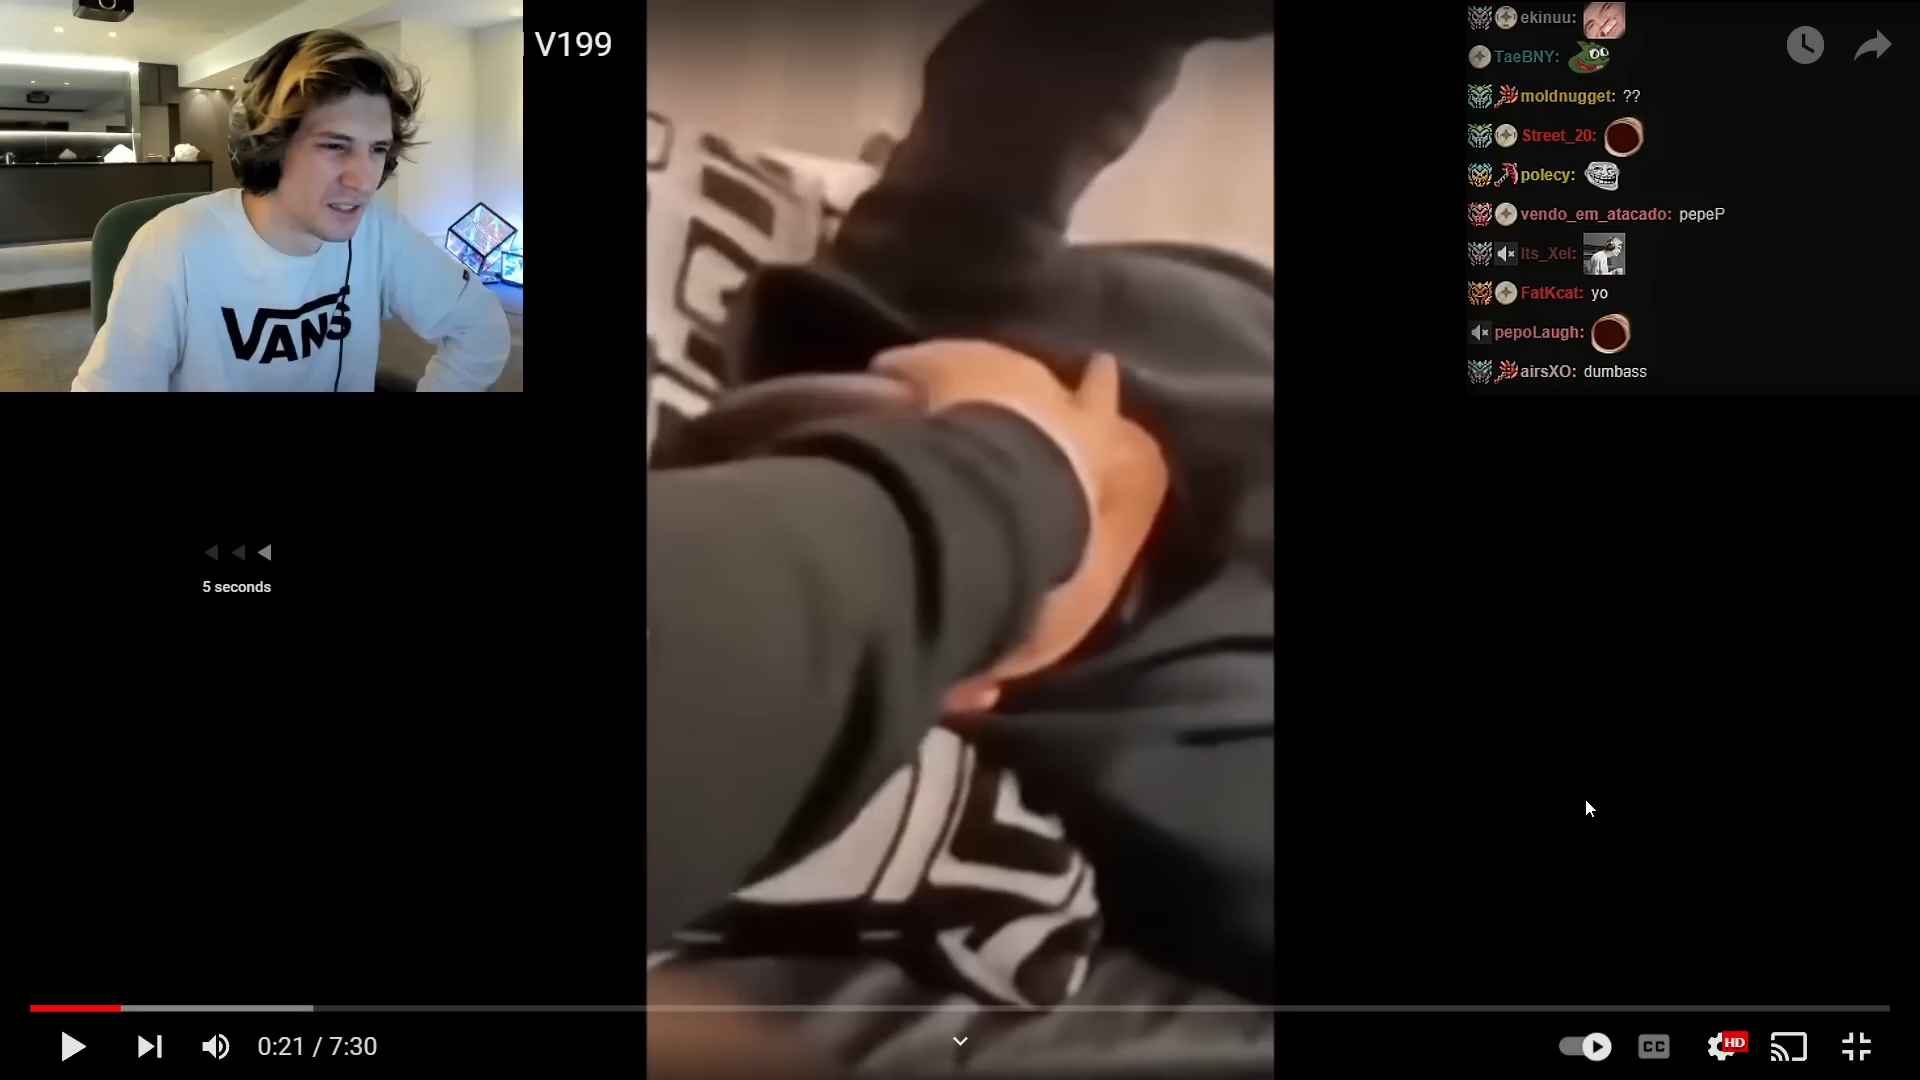 V199
VANS
ekinuu:
TaeBNY:
moldnugget: ??
Street_20:
polecy:
vendo_em_atacado: pepeP
Its_Xel:
FatKcat: yo
pepoLaugh:
airsXO: dumbass
5 seconds
0:21 / 7:30
CC
HD